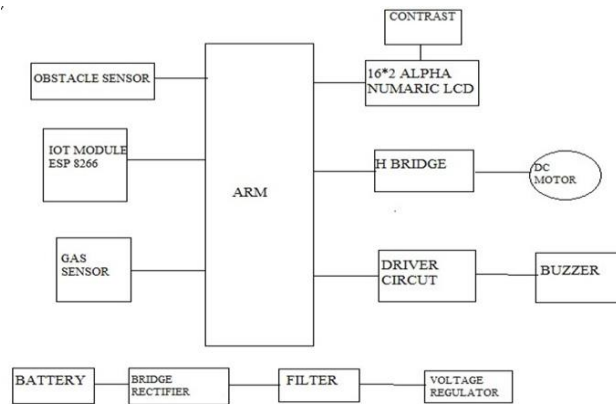 CONTRAST
OBSTACLE SENSOR
16*2 ALPHA
NUMARIC LCD
IOT MODULE
ESP 8266
H BRIDGE
DC
MOTOR
ARM
GAS
SENSOR
DRIVER
CIRCUT
BUZZER
BATTERY
BRIDGE
RECTIFIER
FILTER
VOLTAGE
REGULATOR